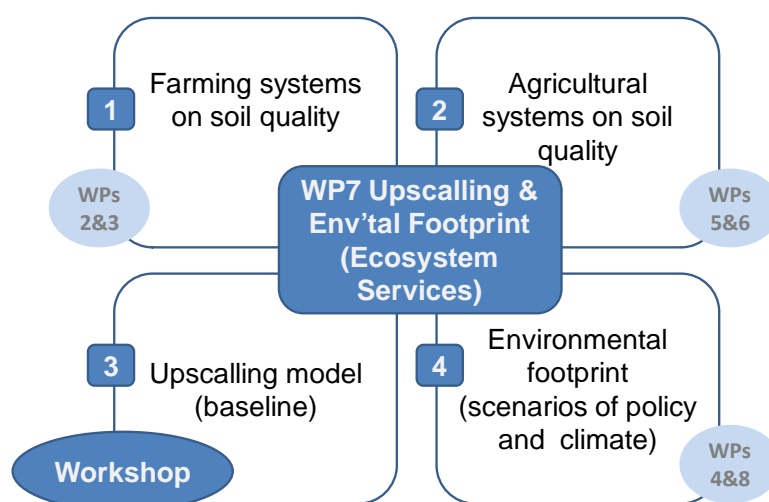 1
Farming systems
on soil quality
WPs
2&3
2
Agricultural
systems on soil
quality
WPs
5&6
WP7 Upscalling &
Env'tal Footprint
(Ecosystem
Services)
3
Upscalling model
(baseline)
Workshop
4
Environmental
footprint
(scenarios of policy
and climate)
WPs
4&8